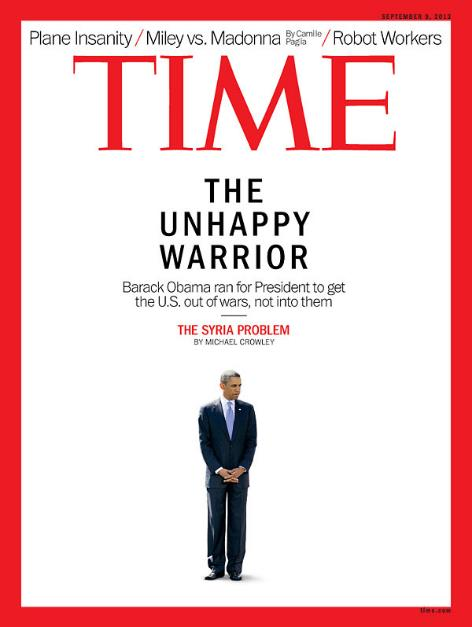 SEPTEMBER 9, 2013
Plane Insanity / Miley vs. Madonna By Camille Paglia / Robot Workers
TIME
THE
UNHAPPY
WARRIOR
Barack Obama ran for President to get
the U.S. out of wars, not into them
THE SYRIA PROBLEM
BY MICHAEL CROWLEY
time.com